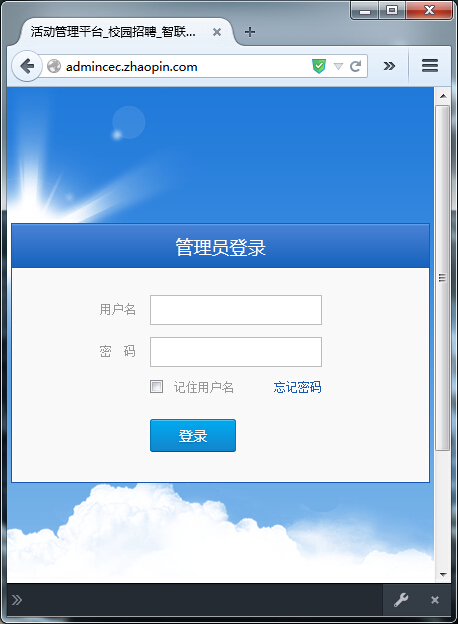 活动管理平台_校园招聘_智联...
admincec.zhaopin.com
管理员登录
用户名
密 码
记住用户名 忘记密码
登录